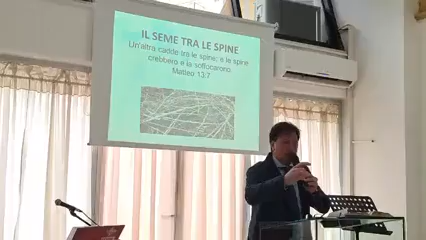 IL SEME TRA LE SPINE
Un'altra cadde tra le spine; e le spine
crebbero e la soffocarono.
Matteo 13:7